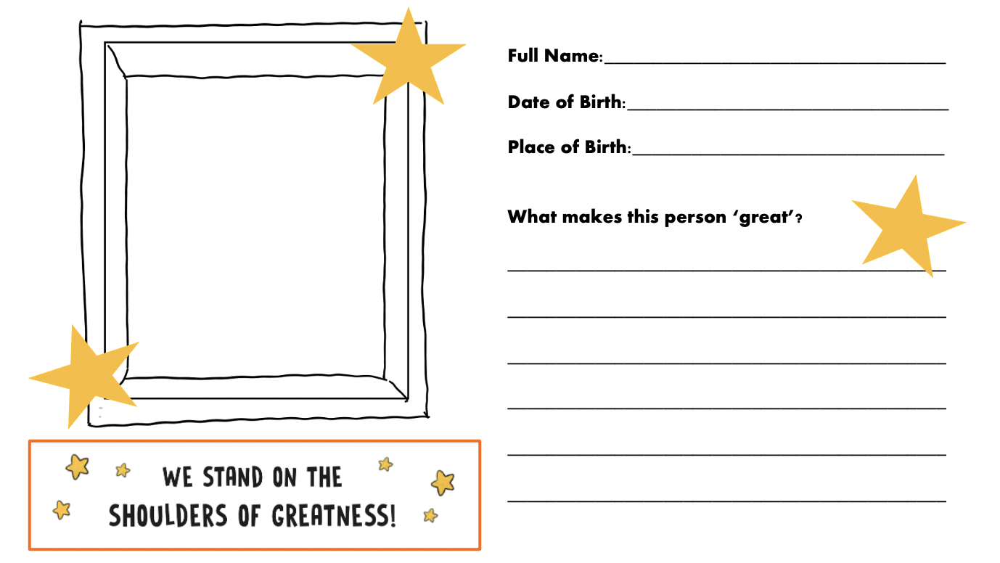 Full Name:
Date of Birth:
Place of Birth:
What makes this person ‘great’?
WE STAND ON THE
SHOULDERS OF GREATNESS!